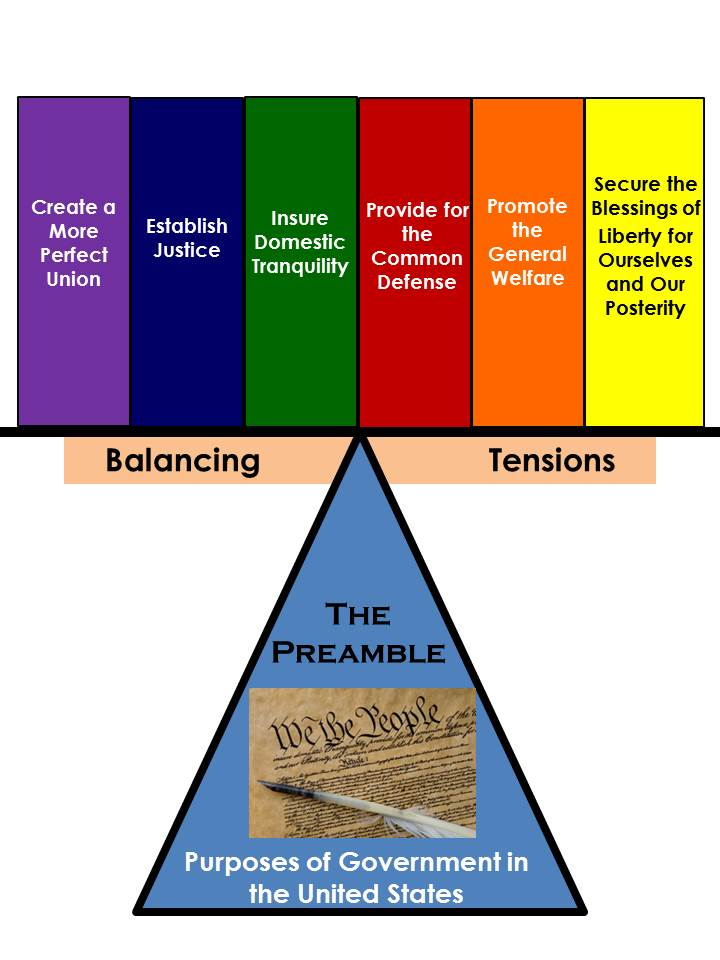 Create a
More
Perfect
Union
Establish
Justice
Insure
Domestic
Tranquility
Provide for
the
Common
Defense
Promote
the
General
Welfare
Secure the
Blessings of
Liberty for
Ourselves
and Our
Posterity
Balancing
Tensions
The
Preamble
We the People
Article I
Purposes of Government in
the United States